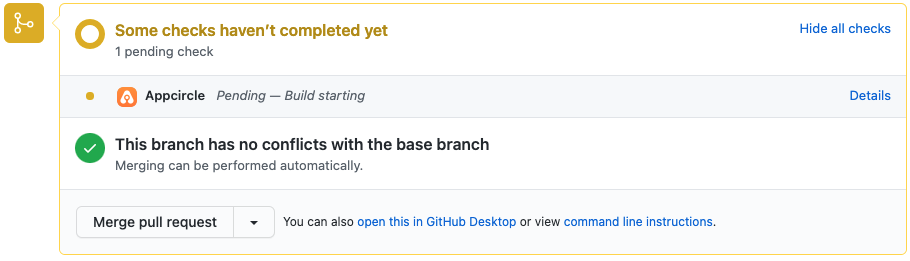 Some checks haven’t completed yet
Hide all checks
1 pending check
Appcircle Pending — Build starting
Details
This branch has no conflicts with the base branch
Merging can be performed automatically.
Merge pull request
You can also open this in GitHub Desktop or view command line instructions.